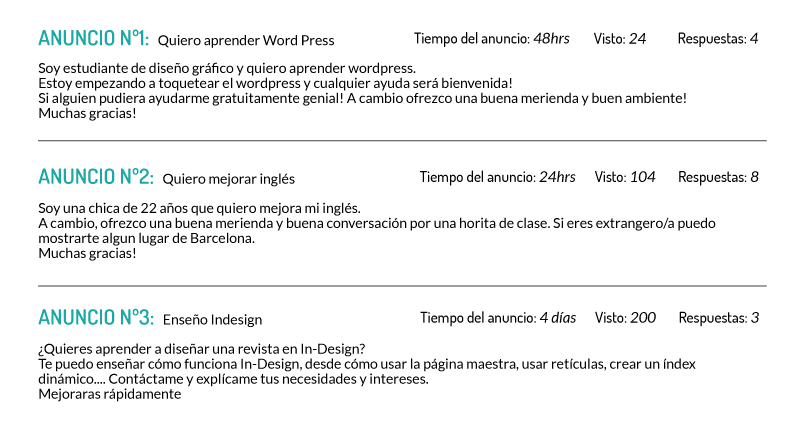 ANUNCIO Nº1: Quiero aprender Word Press Tiempo del anuncio: 48hrs Visto: 24 Respuestas: 4
Soy estudiante de diseño gráfico y quiero aprender wordpress.
Estoy empezando a toquetear el wordpress y cualquier ayuda será bienvenida!
Si alguien pudiera ayudarme gratuitamente genial! A cambio ofrezco una buena merienda y buen ambiente!
Muchas gracias!
ANUNCIO Nº2: Quiero mejorar inglés Tiempo del anuncio: 24hrs Visto: 104 Respuestas: 8
Soy una chica de 22 años que quiero mejora mi inglés.
A cambio, ofrezco una buena merienda y buena conversación por una horita de clase. Si eres extrangero/a puedo
mostrarte algun lugar de Barcelona.
Muchas gracias!
ANUNCIO Nº3: Enseño Indesign Tiempo del anuncio: 4 días Visto: 200 Respuestas: 3
¿Quieres aprender a diseñar una revista en In-Design?
Te puedo enseñar cómo funciona In-Design, desde cómo usar la página maestra, usar retículas, crear un índex
dinámico.... Contáctame y explícame tus necesidades y intereses.
Mejoraras rápidamente